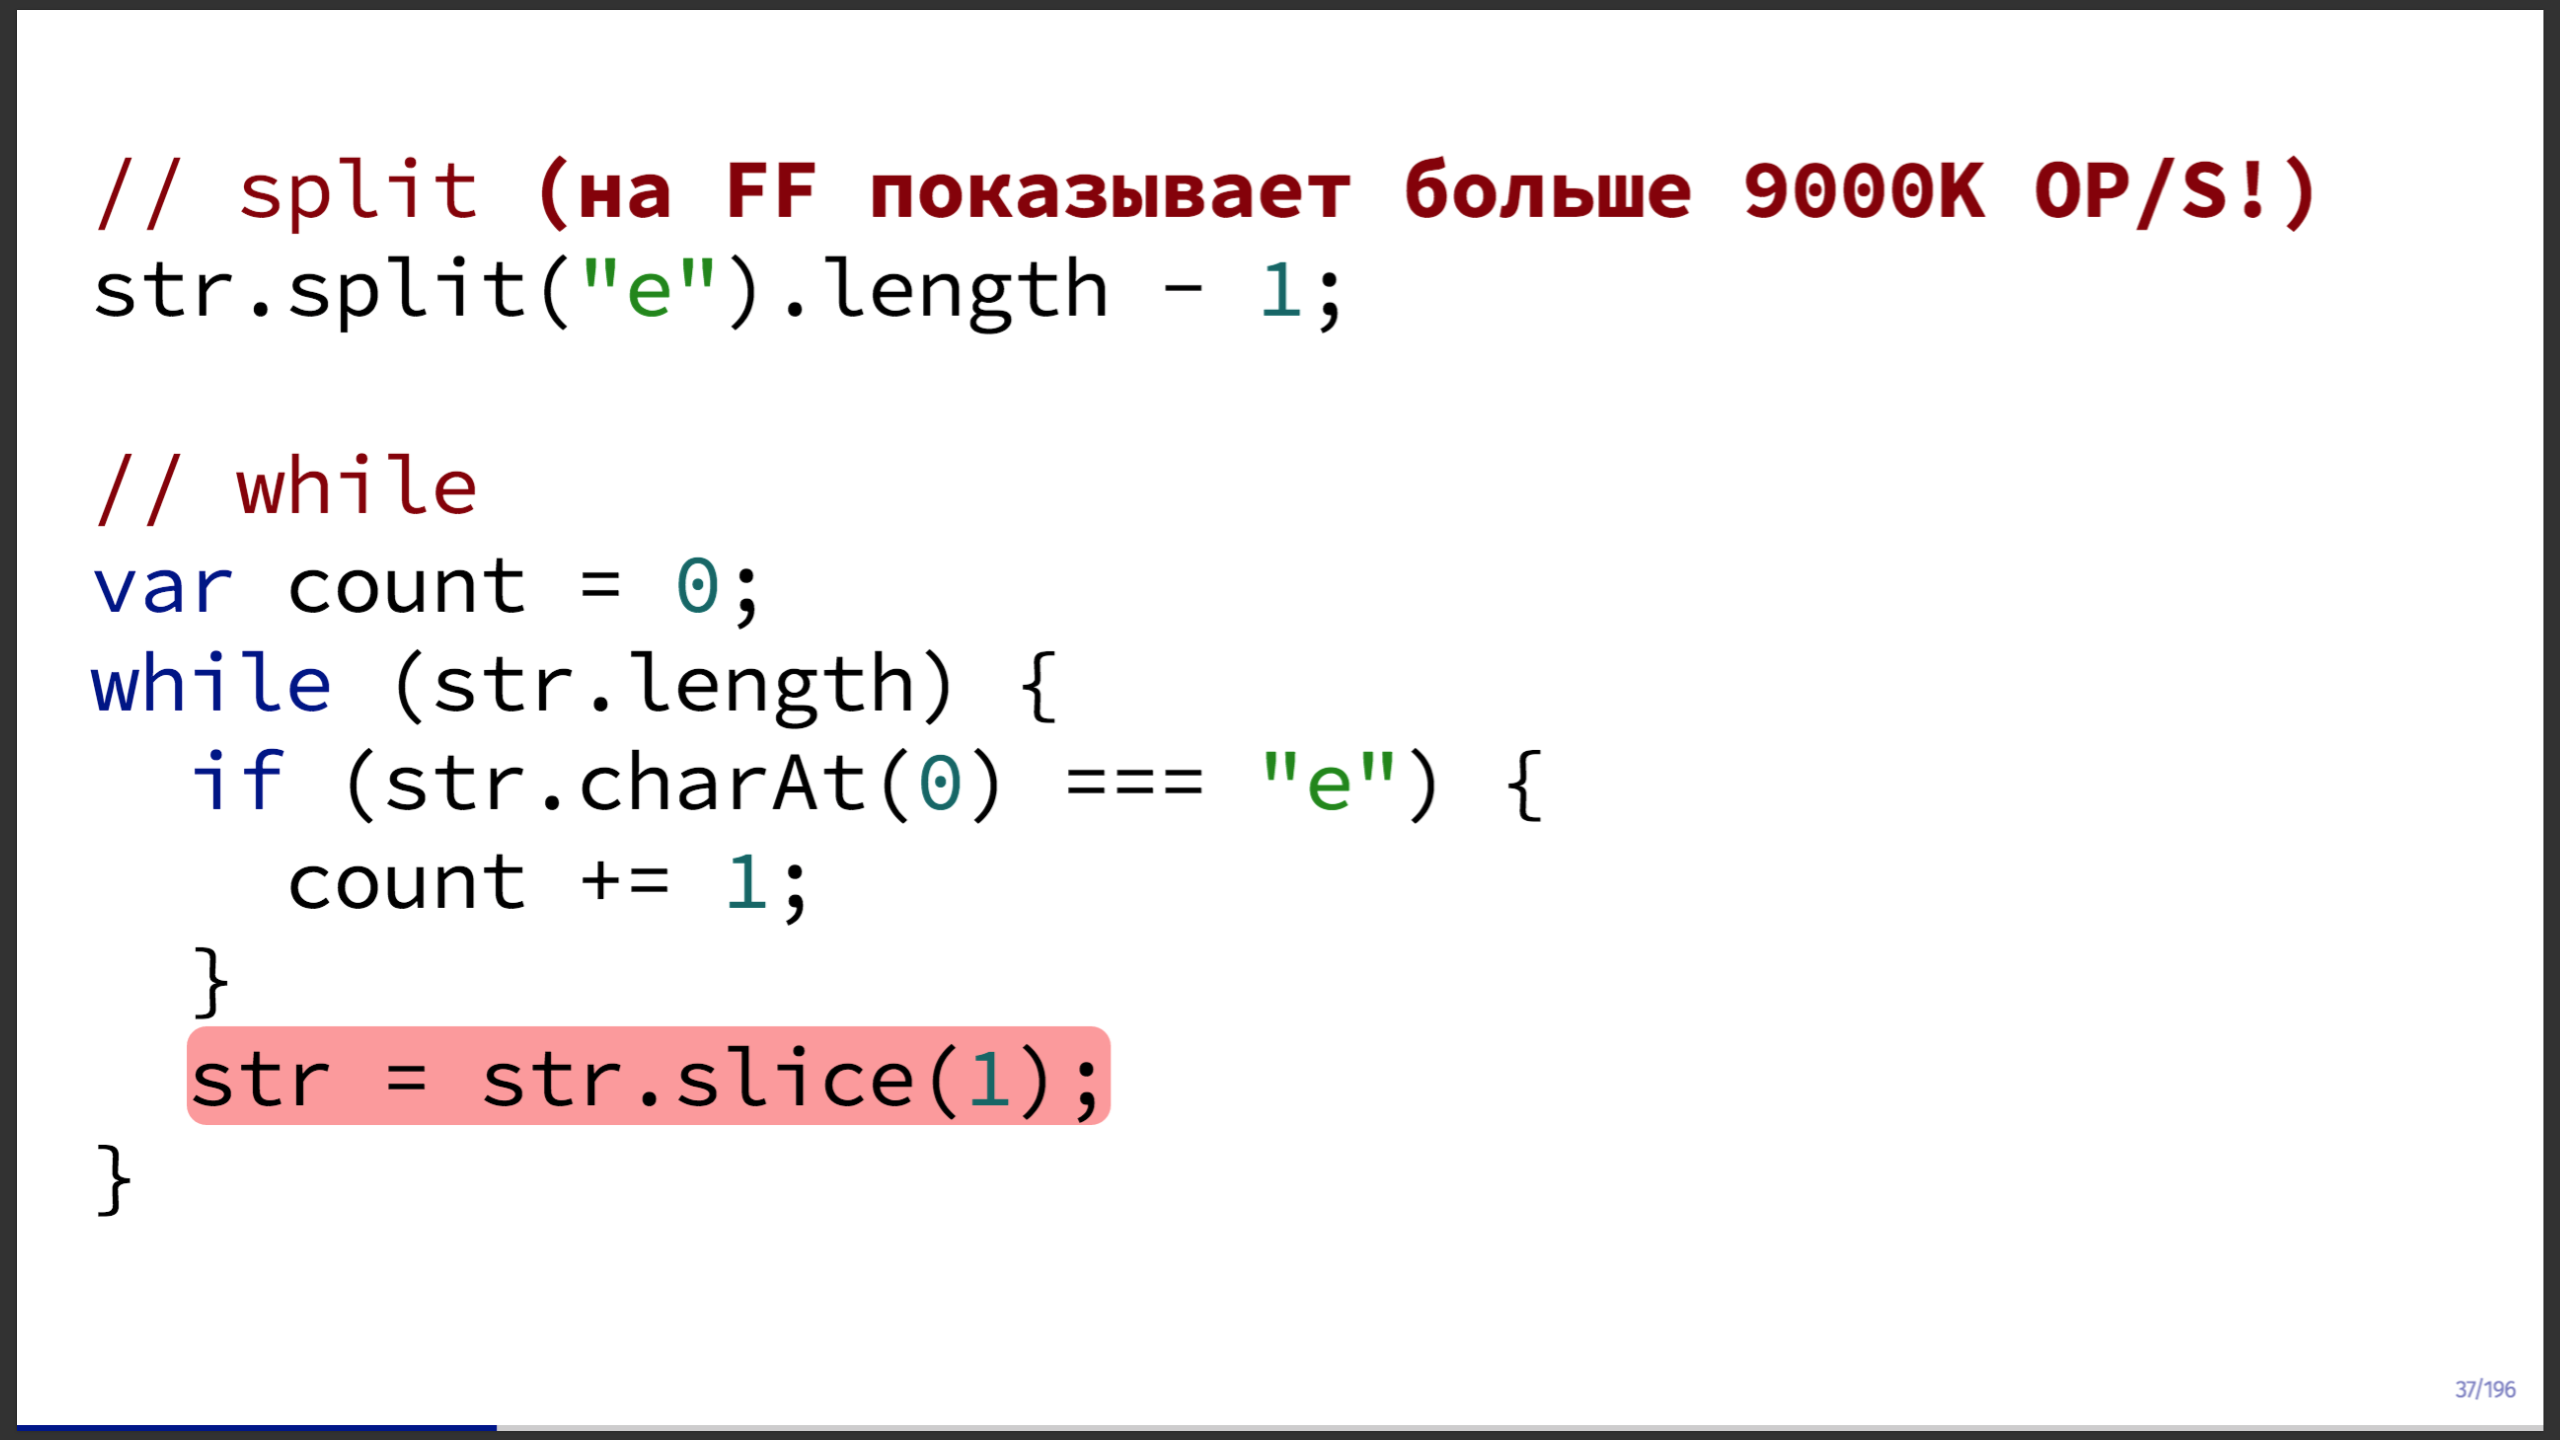 // split (на FF показывает больше 9000K OP/S!)
str.split("e").length - 1;
// while
var count = 0;
while (str.length) {
  if (str.charAt(0) === "e") {
    count += 1;
  }
  str = str.slice(1);
}
37/196